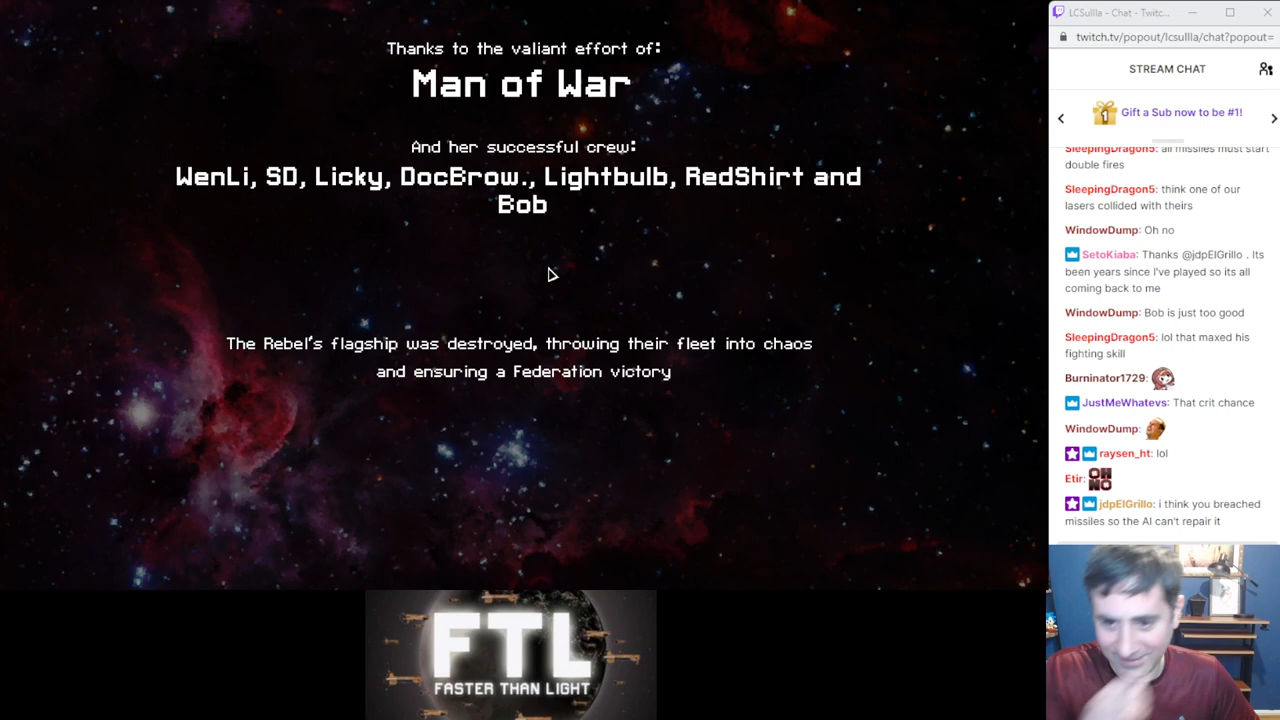 Thanks to the valiant effort of:
Man of War
And her successful crew:
WenLi, SD, Licky, DocBrow., Lightbulb, RedShirt and
Bob
The Rebel's flagship was destroyed, throwing their fleet into chaos
and ensuring a Federation victory
FTL
FASTER THAN LIGHT
LCSullla - Chat - Twitc...
twitch.tv/popout/lcsullla/chat?popout=
STREAM CHAT
1
Gift a Sub now to be #1!
SleepingDragon5: all missiles must start
double fires
SleepingDragon5: think one of our
lasers collided with theirs
WindowDump: Oh no
SetoKiaba: Thanks @jdpElGrillo . Its
been years since I've played so its all
coming back to me
WindowDump: Bob is just too good
SleepingDragon5: lol that maxed his
fighting skill
Burninator1729:
JustMeWhatevs: That crit chance
WindowDump:
raysen_ht: lol
Etir: OH NO
jdpElGrillo: i think you breached
missiles so the AI can't repair it